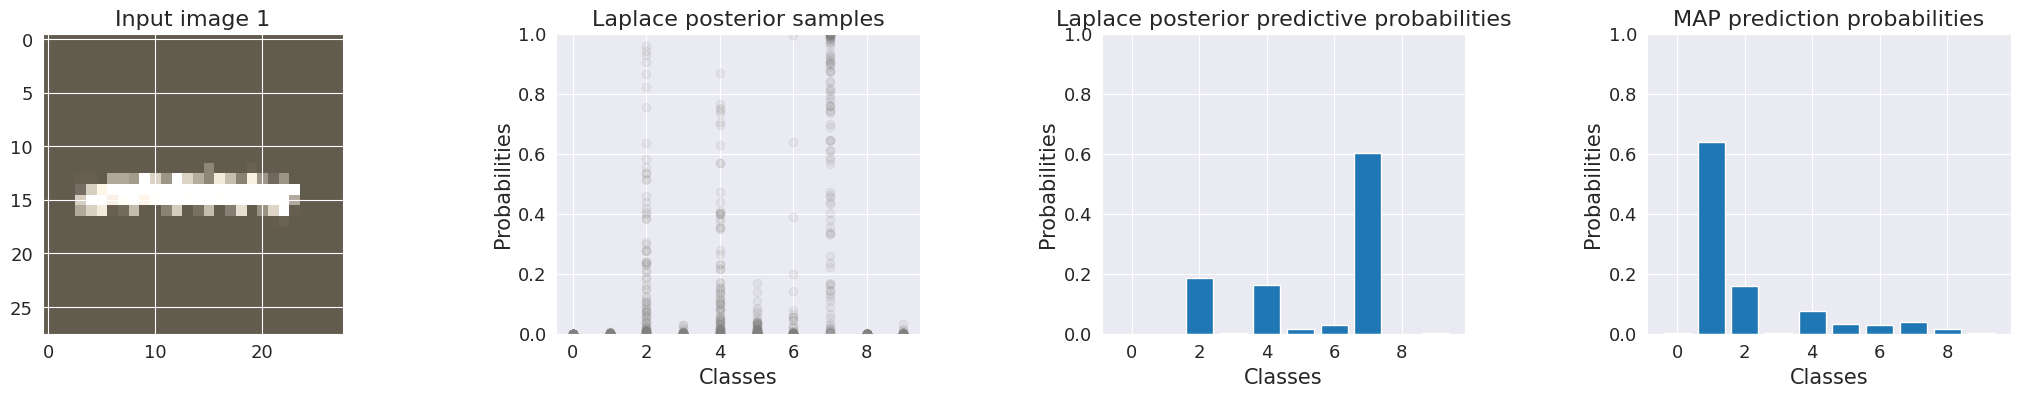 Input image 1
0
5
10
15
20
25
0 10 20
Laplace posterior samples
Probabilities
1.0
0.8
0.6
0.4
0.2
0.0
0 2 4 6 8
Classes
Laplace posterior predictive probabilities
Probabilities
1.0
0.8
0.6
0.4
0.2
0.0
0 2 4 6 8
Classes
MAP prediction probabilities
Probabilities
1.0
0.8
0.6
0.4
0.2
0.0
0 2 4 6 8
Classes